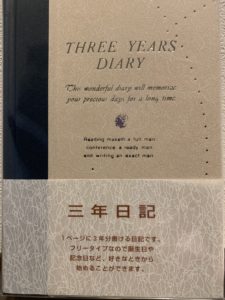 THREE YEARS
DIARY
This wonderful diary will memorize
your precious days for a long time
Reading maketh a full man
conference a ready man
and writing an exact man
三年日記
1ページに3年分書ける日記です。
フリータイプなので誕生日や
記念日など、好きなときから
始めることができます。